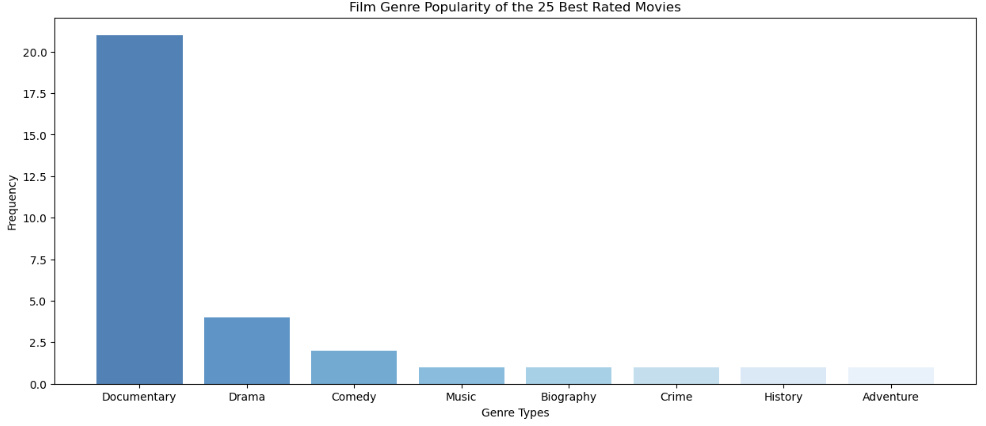 Film Genre Popularity of the 25 Best Rated Movies
20.0
17.5
15.0
12.5
10.0
7.5
5.0
2.5
0.0
Frequency
Documentary Drama Comedy Music Biography Crime History Adventure
Genre Types